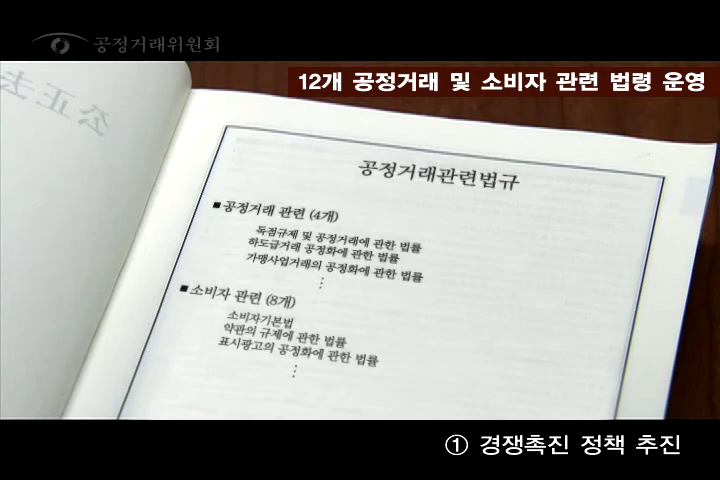 공정거래위원회
12개 공정거래 및 소비자 관련 법령 운영
공정거래관련법규
■공정거래 관련 (4개)
독점규제 및 공정거래에 관한 법률
하도급거래 공정화에 관한 법률
가맹사업거래의 공정화에 관한 법률
⋮
■소비자 관련 (8개)
소비자기본법
약관의 규제에 관한 법률
표시광고의 공정화에 관한 법률
⋮
① 경쟁촉진 정책 추진